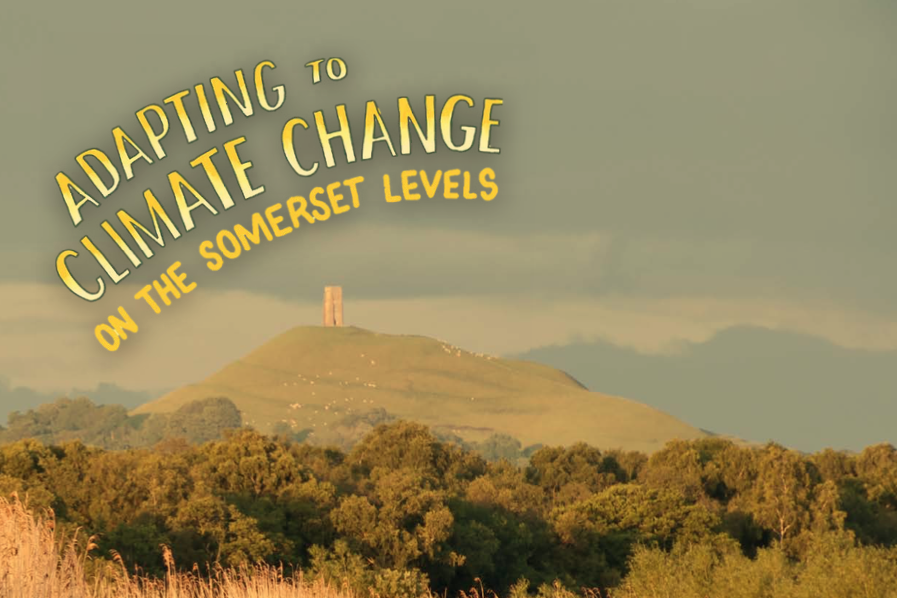 ADAPTING TO
CLIMATE CHANGE
ON THE SOMERSET LEVELS